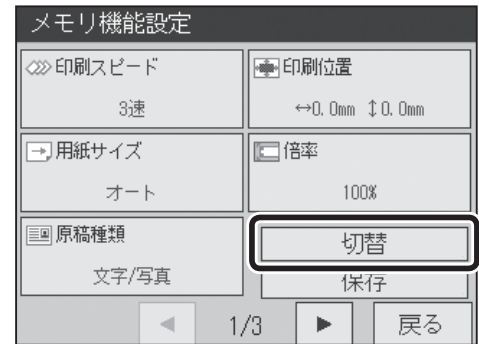 メモリ機能設定
印刷スピード
3速
印刷位置
↔0.0mm ↕0.0mm
用紙サイズ
オート
倍率
100%
原稿種類
文字/写真
切替
保存
◀ 1/3 ▶ 戻る